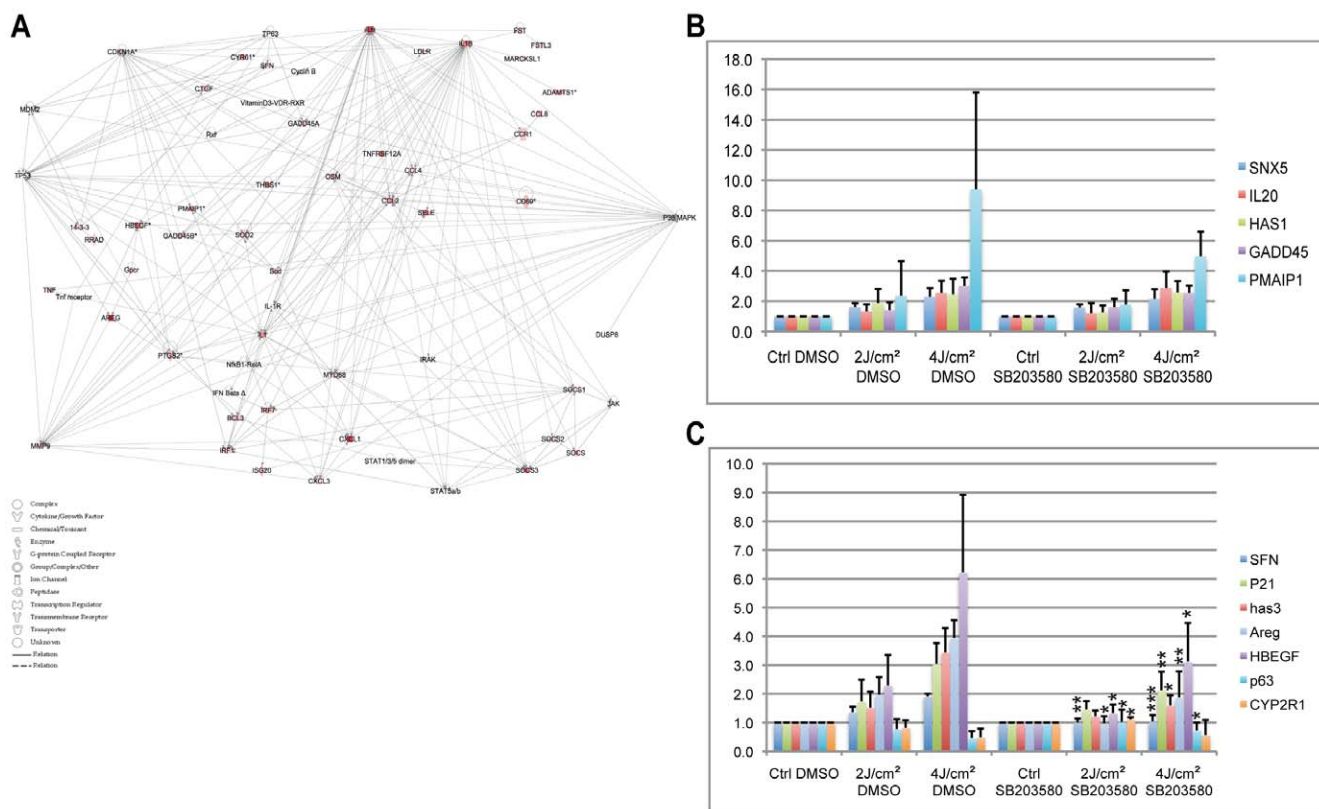 A
TP63
IL1B
FST
FSTL3
CDKN1A*
CYR61*
LDLR
MARCKSL1
SFN
Cyclin B
ADAMTS1*
CTGF
MDM2
VitaminD3-VDR-RXR
CCL8
GADD45A
CCR1
Rxr
TNFRSF12A
CCL4
TP53
OSM
THBS1*
CD69*
PMAIP1*
SELE
P38 MAPK
14-3-3
HBEGF*
RRAD
GADD45B*
SOD2
Gpcr
Sod
TNF
Tnf receptor
IL-1R
AREG
DUSP8
IL1
PTGS2*
NfkB1-RelA
IRAK
MYD88
IFN Beta
SOCS1
JAK
BCL3
IRF7
MMP9
CXCL1
SOCS2
IRF1
SOCS
STAT1/3/5 dimer
ISG20
SOCS3
CXCL3
STAT5a/b
Complex
Cytokine/Growth Factor
Chemical/Toxicant
Enzyme
G-protein Coupled Receptor
Group/Complex/Other
Ion Channel
Peptidase
Transcription Regulator
Transmembrane Receptor
Transporter
Unknown
Relation
Relation
B
18.0
16.0
14.0
12.0
10.0
8.0
6.0
4.0
2.0
0.0
SNX5
IL20
HAS1
GADD45
PMAIP1
Ctrl DMSO 2J/cm² 4J/cm² Ctrl 2J/cm² 4J/cm²
DMSO DMSO SB203580 SB203580 SB203580
C
10.0
9.0
8.0
7.0
6.0
5.0
4.0
3.0
2.0
1.0
0.0
SFN
P21
has3
Areg
HBEGF
p63
CYP2R1
** * * * *
*** ** * ** * *
Ctrl DMSO 2J/cm² 4J/cm² Ctrl 2J/cm² 4J/cm²
DMSO DMSO SB203580 SB203580 SB203580